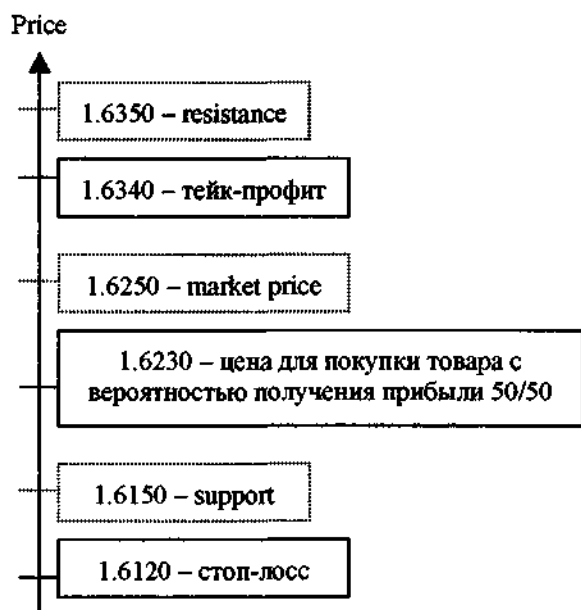 Price
1.6350 – resistance
1.6340 – тейк-профит
1.6250 – market price
1.6230 – цена для покупки товара с
вероятностью получения прибыли 50/50
1.6150 – support
1.6120 – стоп-лосс